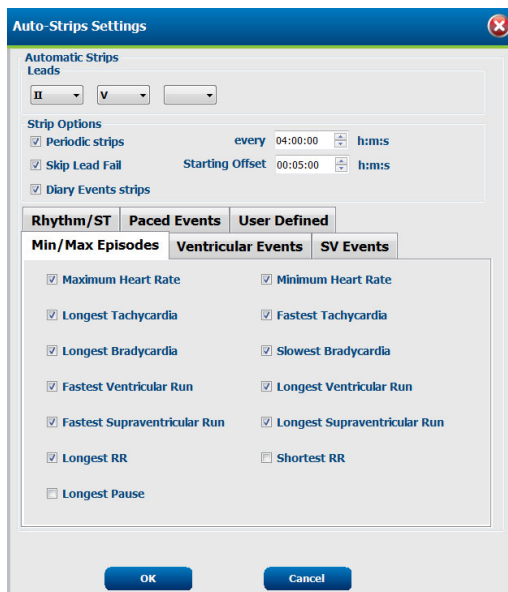 Auto-Strips Settings
Automatic Strips
Leads
II V
Strip Options
Periodic strips every 04:00:00 h:m:s
Skip Lead Fail Starting Offset 00:05:00 h:m:s
Diary Events strips
Rhythm/ST Paced Events User Defined
Min/Max Episodes Ventricular Events SV Events
Maximum Heart Rate Minimum Heart Rate
Longest Tachycardia Fastest Tachycardia
Longest Bradycardia Slowest Bradycardia
Fastest Ventricular Run Longest Ventricular Run
Fastest Supraventricular Run Longest Supraventricular Run
Longest RR Shortest RR
Longest Pause
OK Cancel